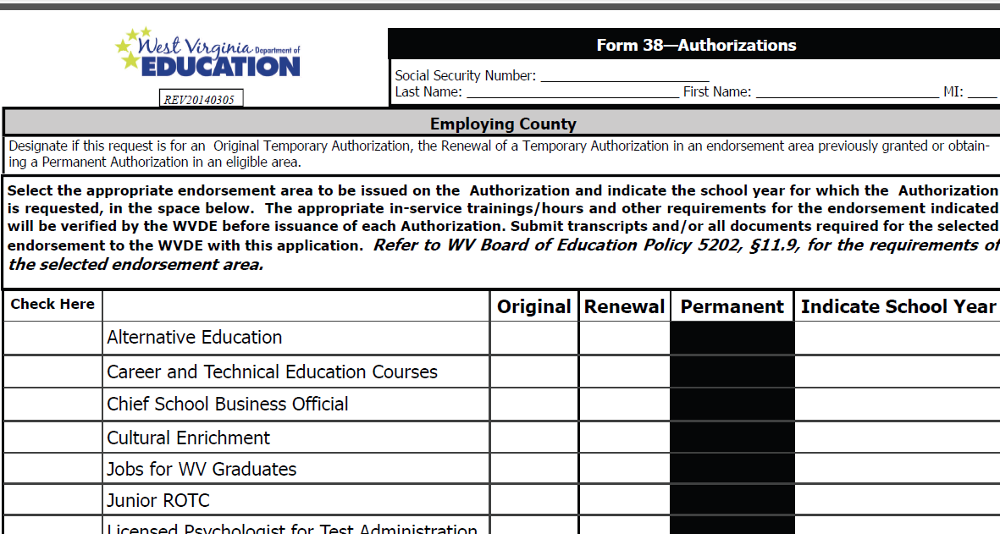 West Virginia Department of
EDUCATION
REV20140305
Form 38—Authorizations
Social Security Number: ______________________
Last Name: ____________________________ First Name: ________________________ MI: ____
Employing County
Designate if this request is for an  Original Temporary Authorization, the Renewal of a Temporary Authorization in an endorsement area previously granted or obtain-
ing a Permanent Authorization in an eligible area.
Select the appropriate endorsement area to be issued on the  Authorization and indicate the school year for which the  Authorization
is requested, in the space below.  The appropriate in-service trainings/hours and other requirements for the endorsement indicated
will be verified by the WVDE before issuance of each Authorization. Submit transcripts and/or all documents required for the selected
endorsement to the WVDE with this application.  Refer to WV Board of Education Policy 5202, §11.9, for the requirements of
the selected endorsement area.
Check Here Original Renewal Permanent Indicate School Year
Alternative Education
Career and Technical Education Courses
Chief School Business Official
Cultural Enrichment
Jobs for WV Graduates
Junior ROTC
Licensed Psychologist for Test Administration